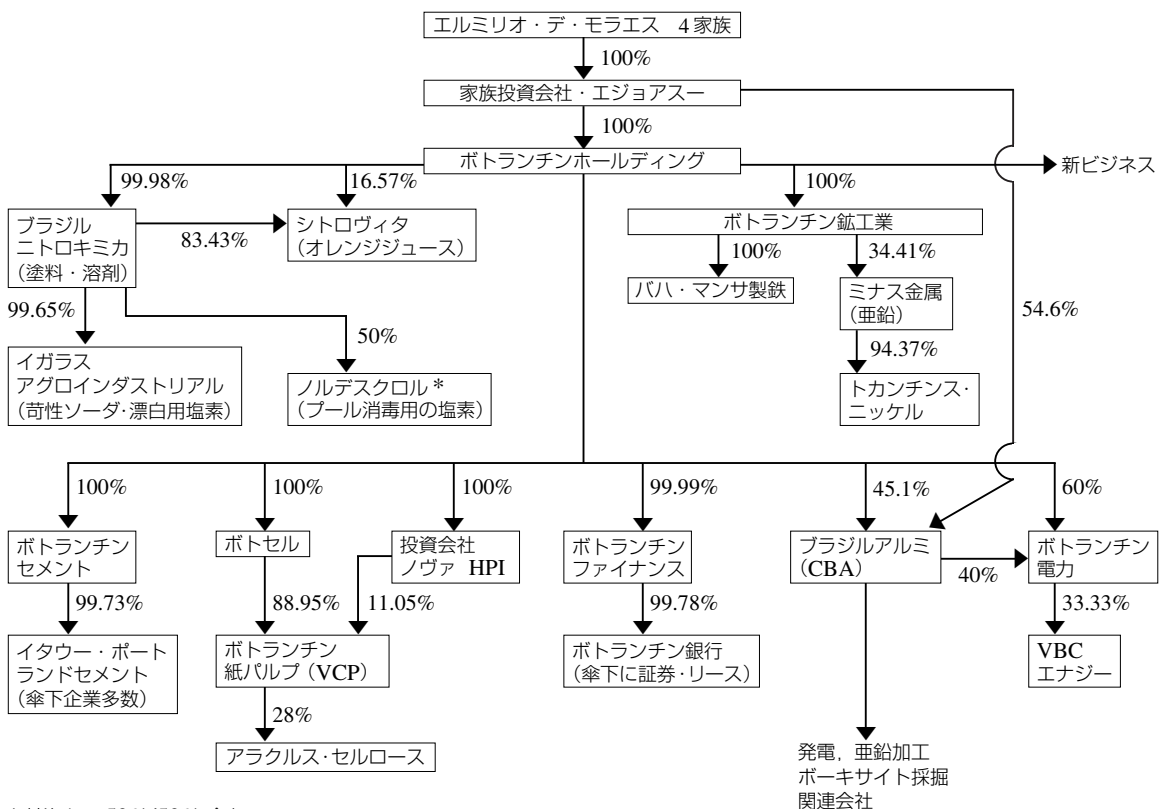 エルミリオ・デ・モラエス　4家族
100%
家族投資会社・エジョアスー
100%
ボトランチンホールディング
新ビジネス
99.98%
16.57%
100%
ブラジル
ニトロキミカ
(塗料・溶剤)
83.43%
シトロヴィタ
(オレンジジュース)
ボトランチン鉱工業
100%
34.41%
バハ・マンサ製鉄
ミナス金属
(亜鉛)
54.6%
99.65%
50%
94.37%
イガラス
アグロインダストリアル
(苛性ソーダ・漂白用塩素)
ノルデスクロル*
(プール消毒用の塩素)
トカンチンス・
ニッケル
100%
100%
100%
99.99%
45.1%
60%
ボトランチン
セメント
ボトセル
投資会社
ノヴァ HPI
ボトランチン
ファイナンス
ブラジルアルミ
(CBA)
40%
ボトランチン
電力
99.73%
88.95%
11.05%
99.78%
33.33%
イタウー・ポート
ランドセメント
(傘下企業多数)
ボトランチン
紙パルプ(VCP)
ボトランチン銀行
(傘下に証券・リース)
VBC
エナジー
28%
アラクルス・セルロース
発電，亜鉛加工
ボーキサイト採掘
関連会社